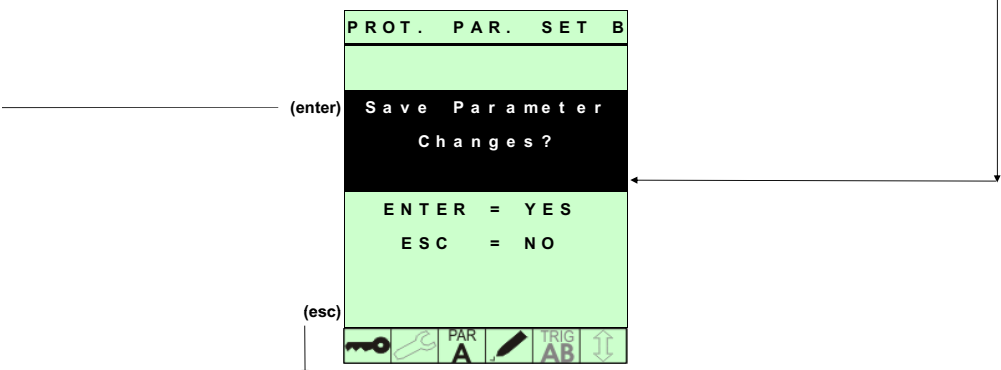 PROT. PAR. SET B
(enter) Save Parameter
Changes?
ENTER = YES
ESC = NO
(esc)
PAR
A
TRIG
AB